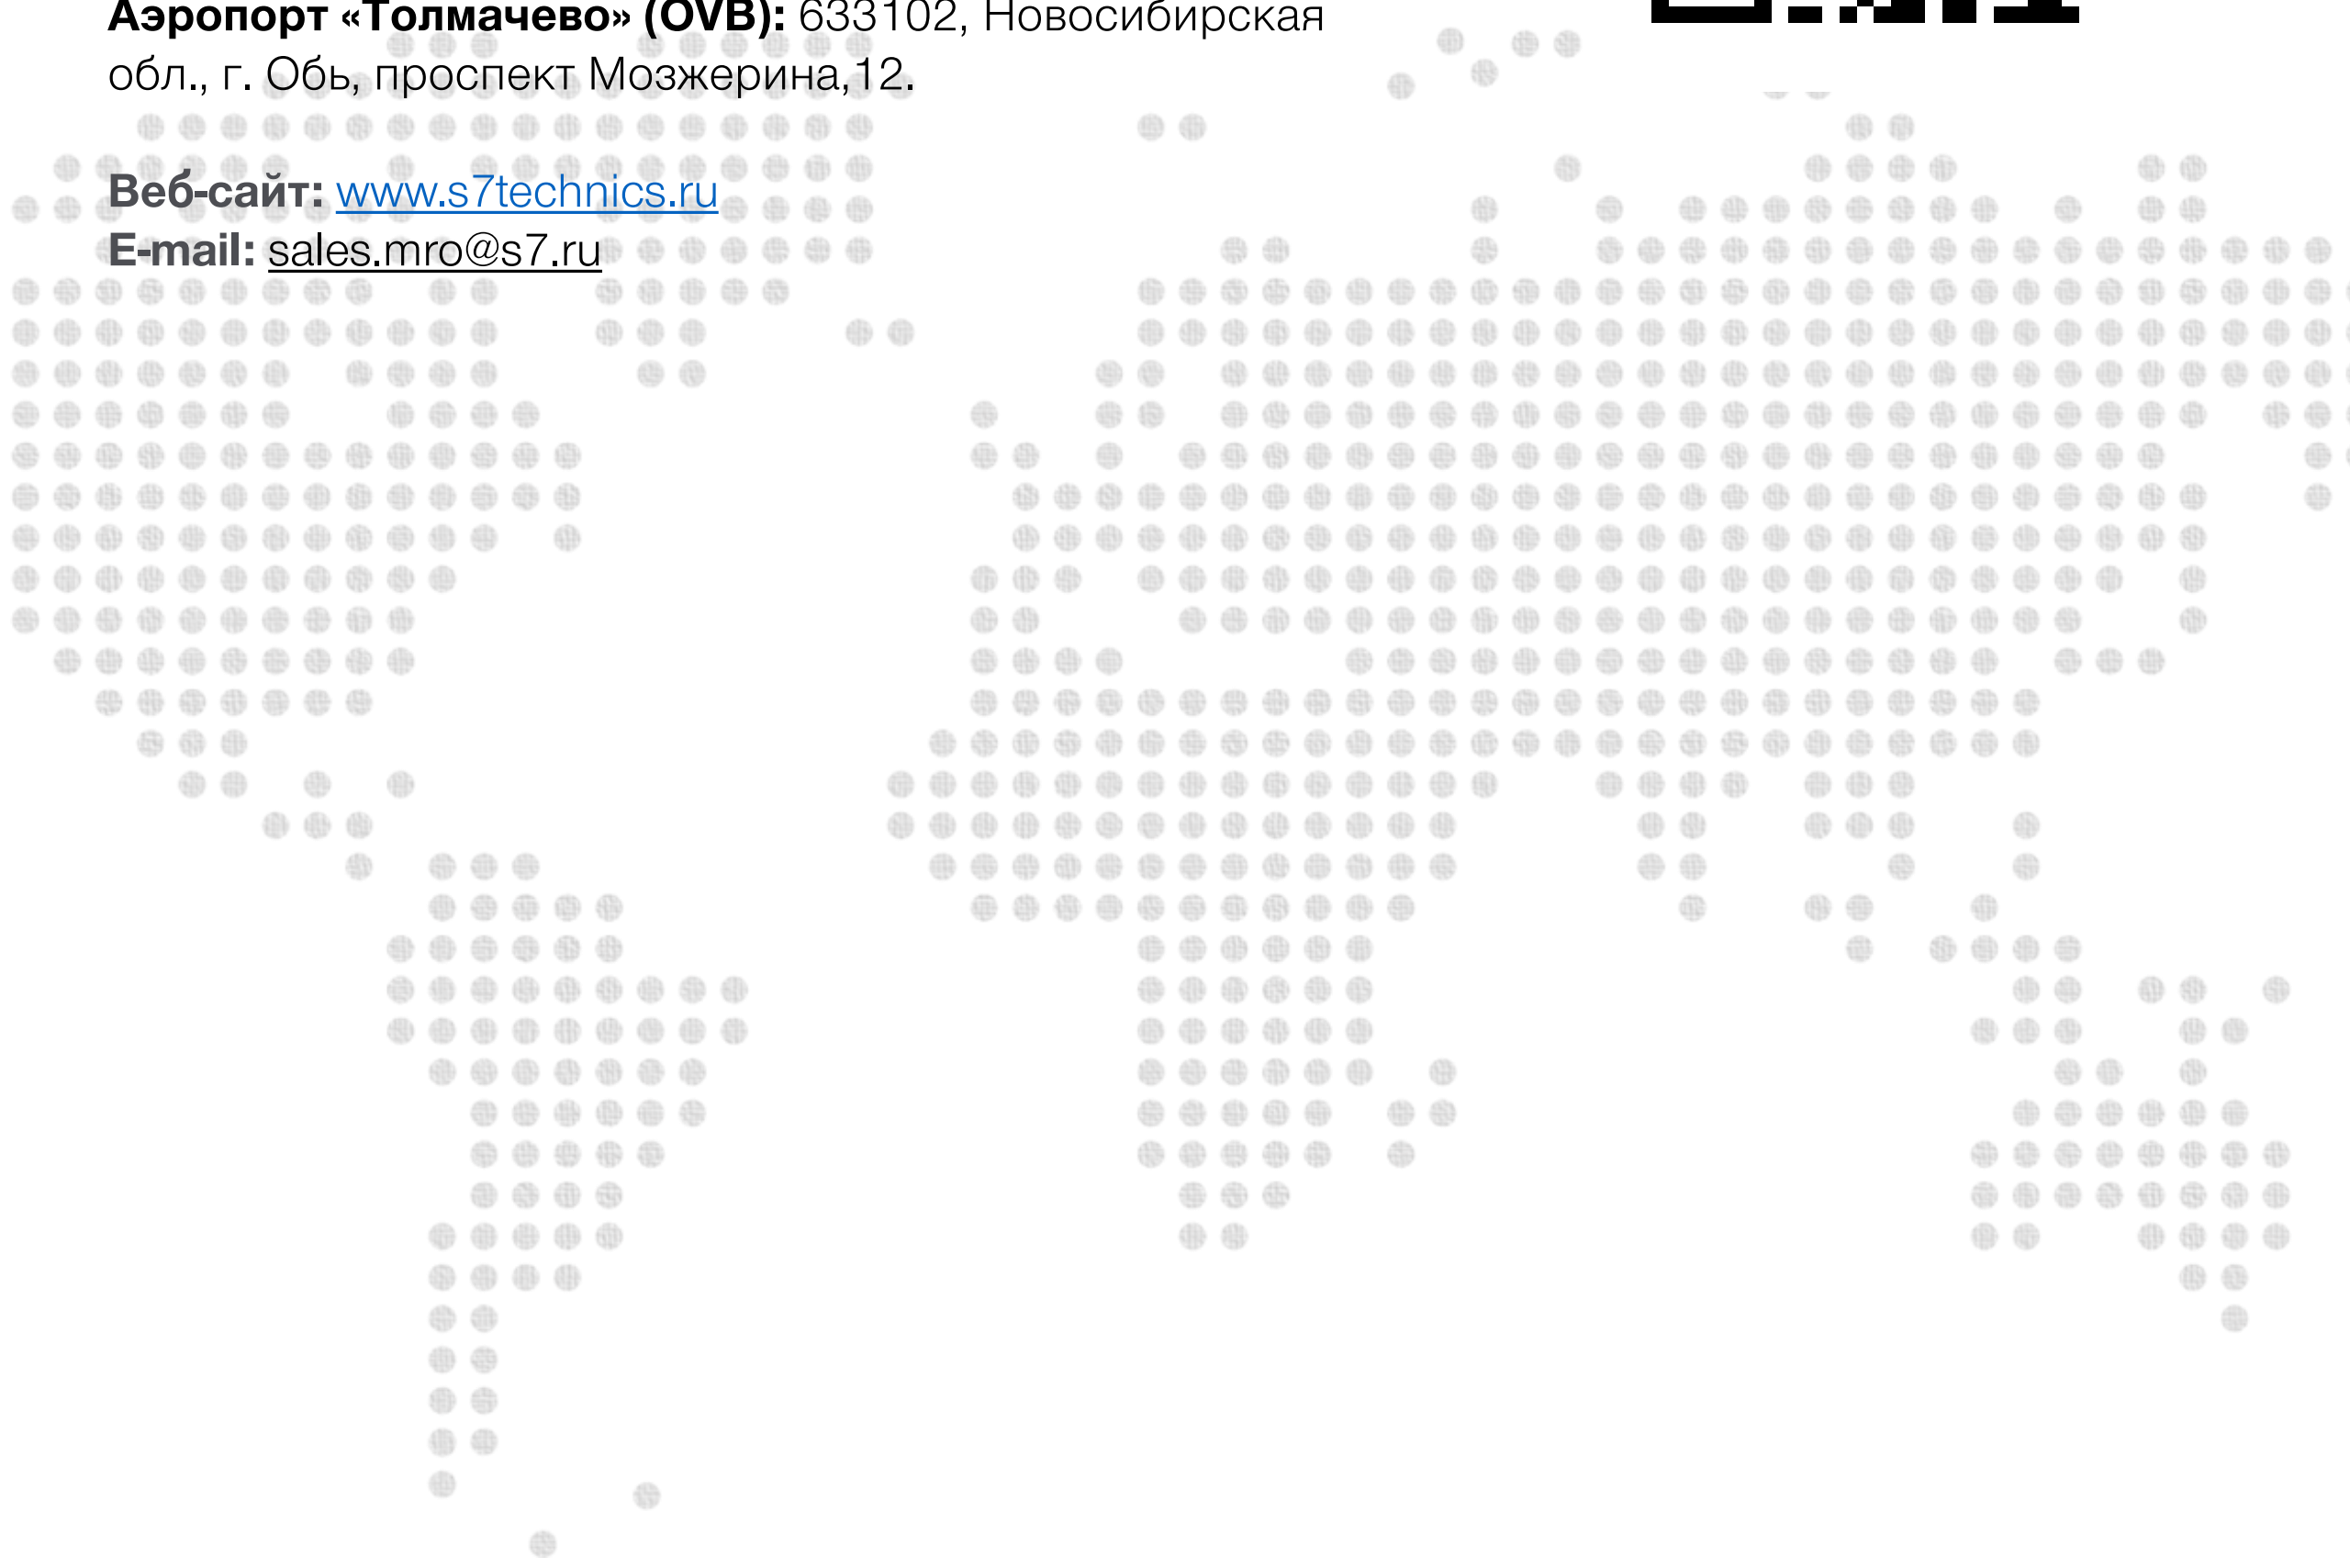 Аэропорт «Толмачево» (OVB): 633102, Новосибирская
обл., г. Обь, проспект Мозжерина,12.
Веб-сайт: www.s7technics.ru
E-mail: sales.mro@s7.ru